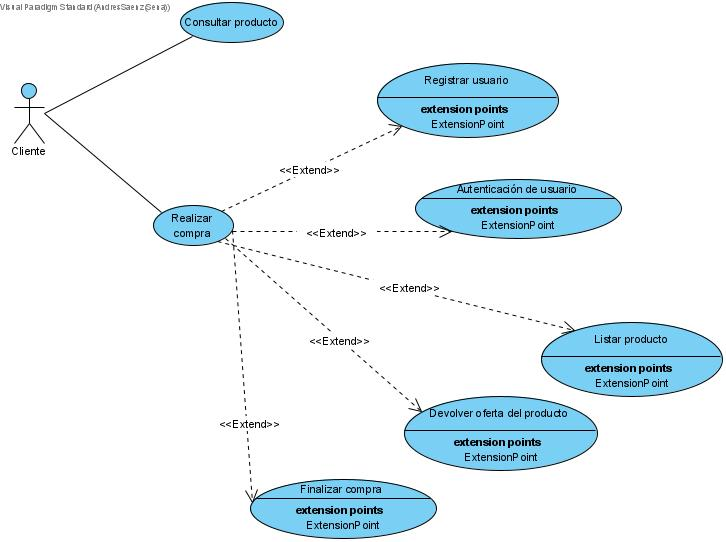 Visual Paradigm Standard (AndresSaenz(Sena))
Consultar producto
Cliente
Registrar usuario
extension points
ExtensionPoint
<<Extend>>
Autenticación de usuario
extension points
ExtensionPoint
Realizar
compra
<<Extend>>
<<Extend>>
Listar producto
extension points
ExtensionPoint
<<Extend>>
Devolver oferta del producto
extension points
ExtensionPoint
<<Extend>>
Finalizar compra
extension points
ExtensionPoint